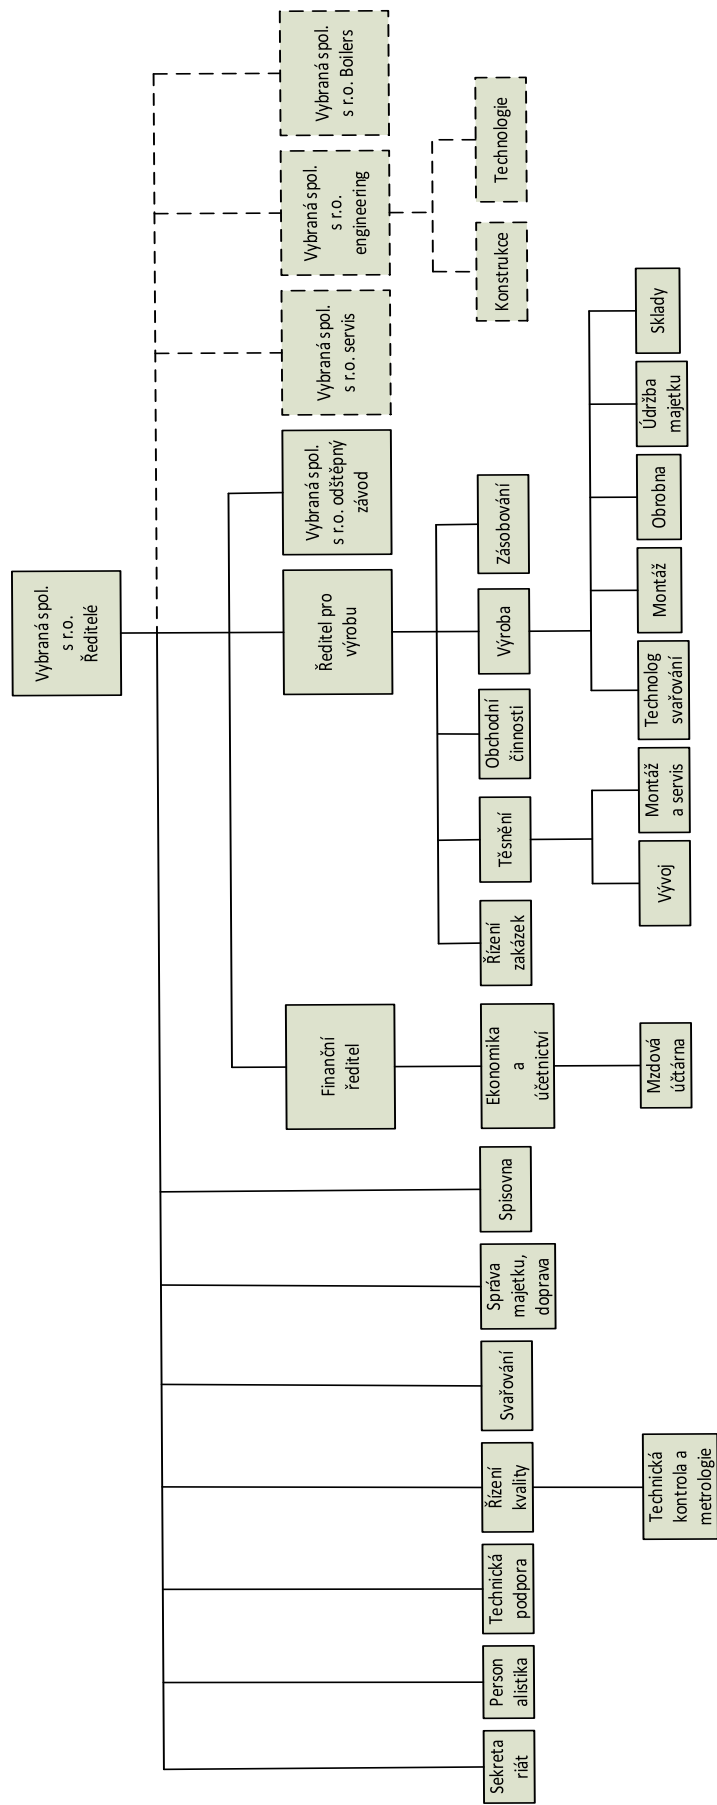 Vybraná spol.
s r.o.
Ředitelé
Finanční
ředitel
Ředitel pro
výrobu
Vybraná spol.
s r.o. odštěpný
závod
Vybraná spol.
s r.o. servis
Vybraná spol.
s r.o.
engineering
Vybraná spol.
s r.o. Boilers
Sekreta
riát
Person
alistika
Technická
podpora
Řízení
kvality
Svařování
Správa
majetku,
doprava
Spisovna
Ekonomika
a
účetnictví
Řízení
zakázek
Těsnění
Obchodní
činnosti
Výroba
Zásobování
Konstrukce
Technologie
Technická
kontrola a
metrologie
Mzdová
účtárna
Vývoj
Montáž
a servis
Technolog
svařování
Montáž
Obrobna
Údržba
majetku
Sklady